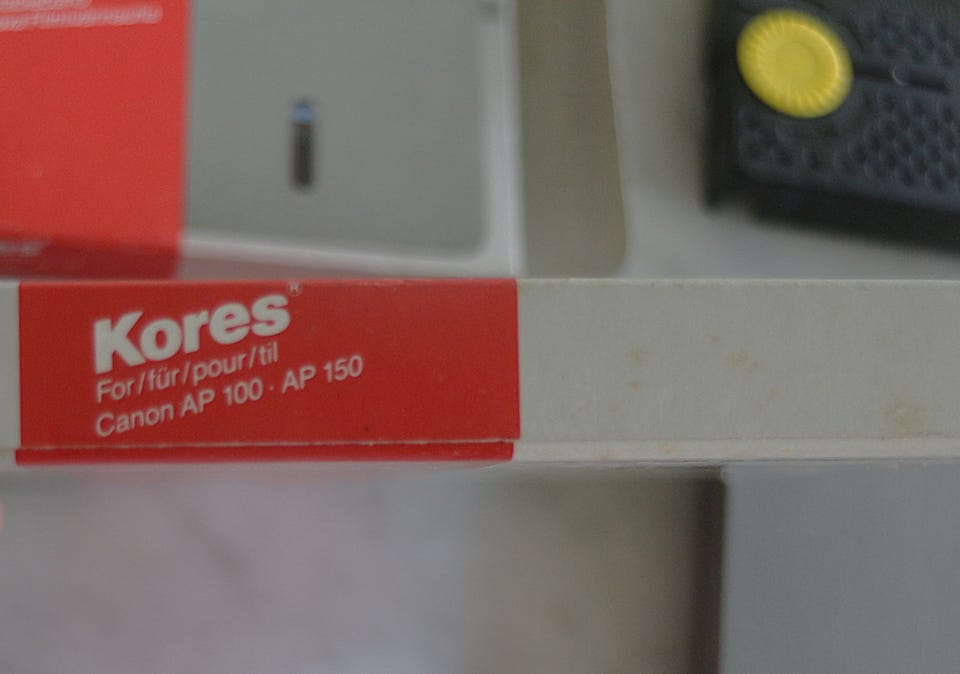 Kores®
For/für/pour/til
Canon AP 100 · AP 150